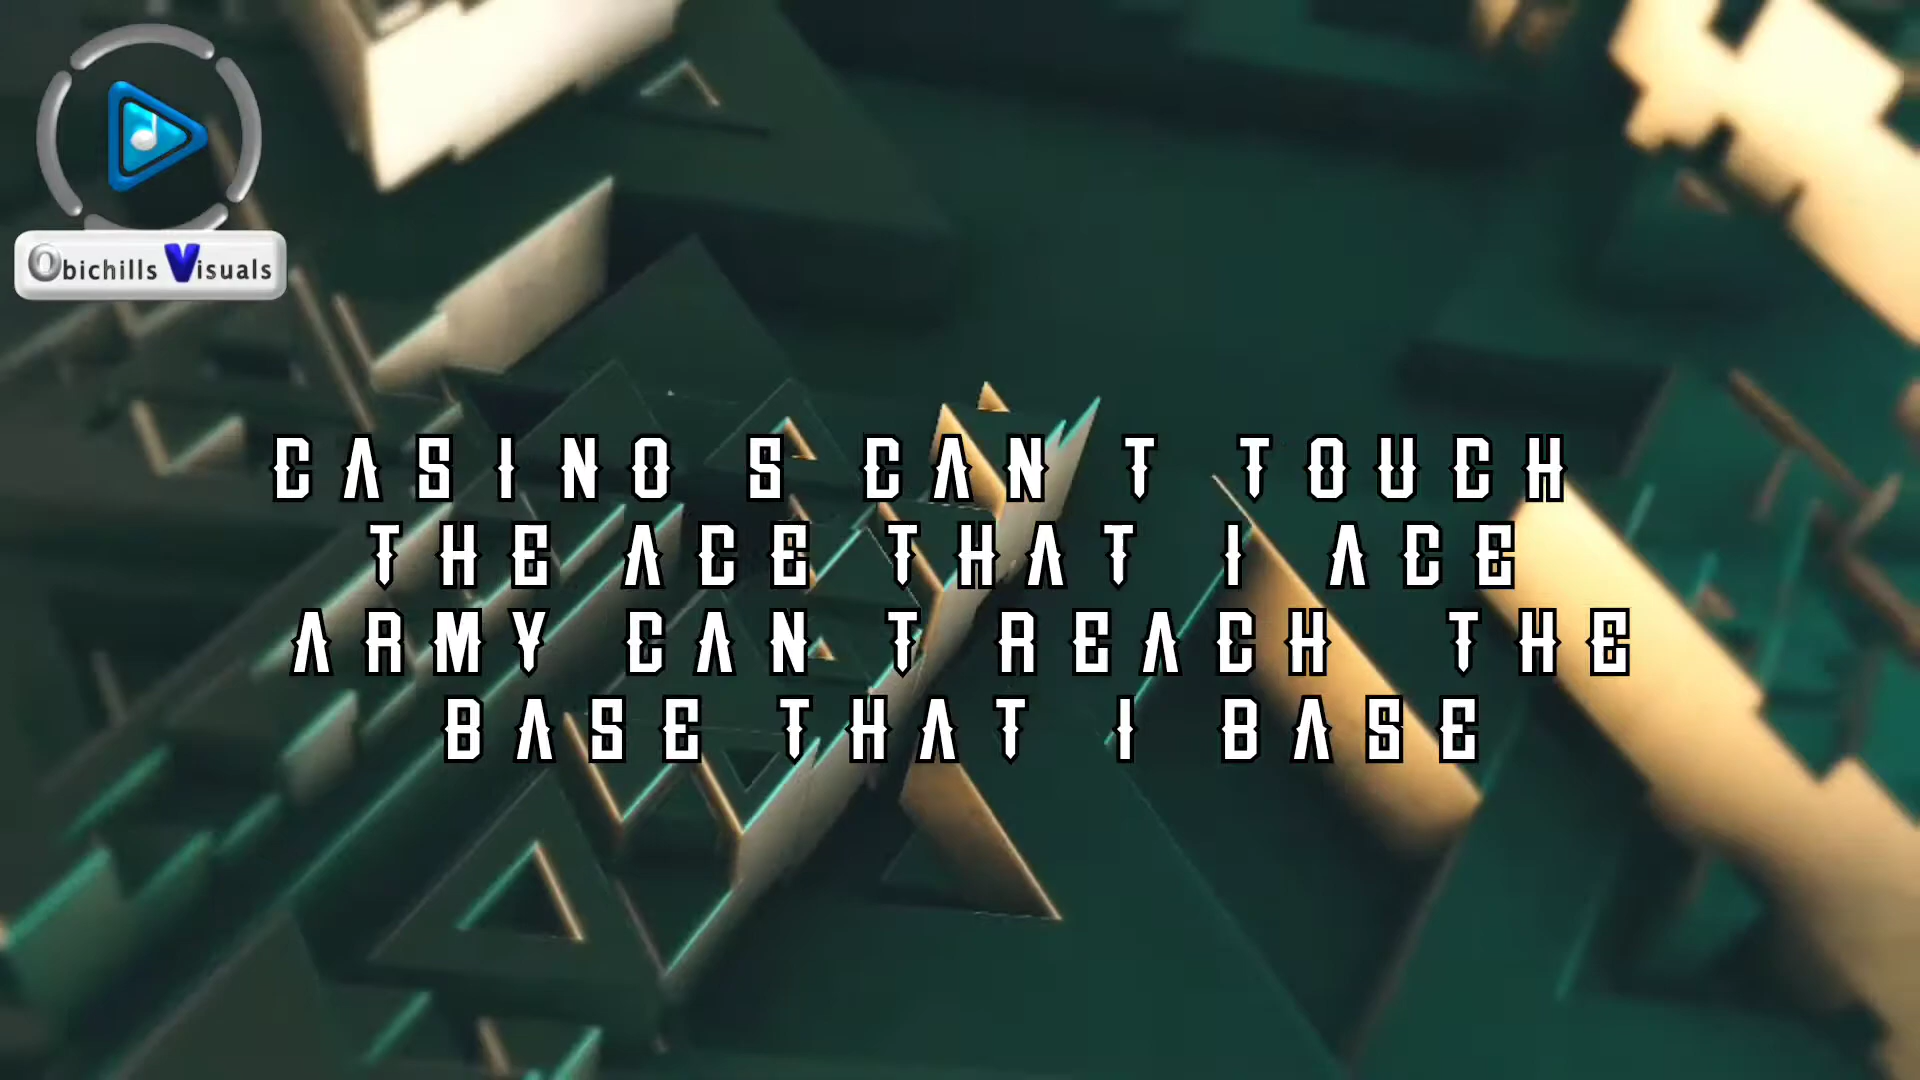 Obichills Visuals
CASINO S CAN T TOUCH
THE ACE THAT I ACE
ARMY CAN T REACH THE
BASE THAT I BASE